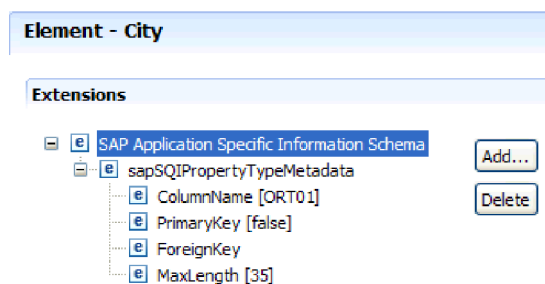 Element - City
Extensions
SAP Application Specific Information Schema
Add...
sapSQIPropertyTypeMetadata
Delete
ColumnName [ORT01]
PrimaryKey [false]
ForeignKey
MaxLength [35]